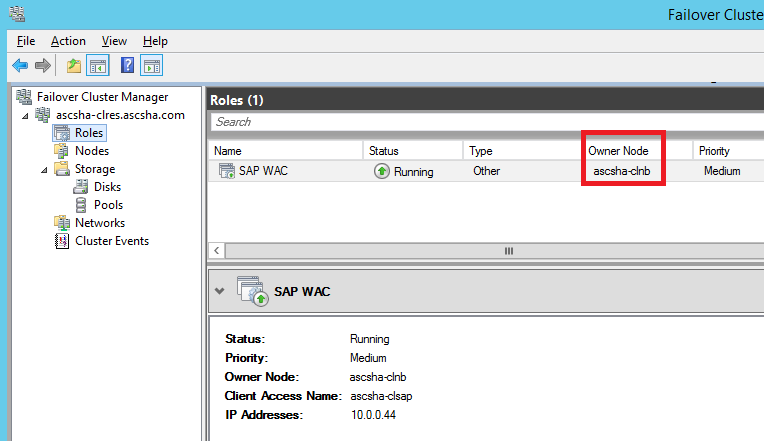 Failover Cluste
File Action View Help
Failover Cluster Manager
ascsha-clres.ascsha.com
Roles
Nodes
Storage
Disks
Pools
Networks
Cluster Events
Roles (1)
Search
Name Status Type Owner Node Priority
SAP WAC Running Other ascsha-clnb Medium
SAP WAC
Status: Running
Priority: Medium
Owner Node: ascsha-clnb
Client Access Name: ascsha-clsap
IP Addresses: 10.0.0.44